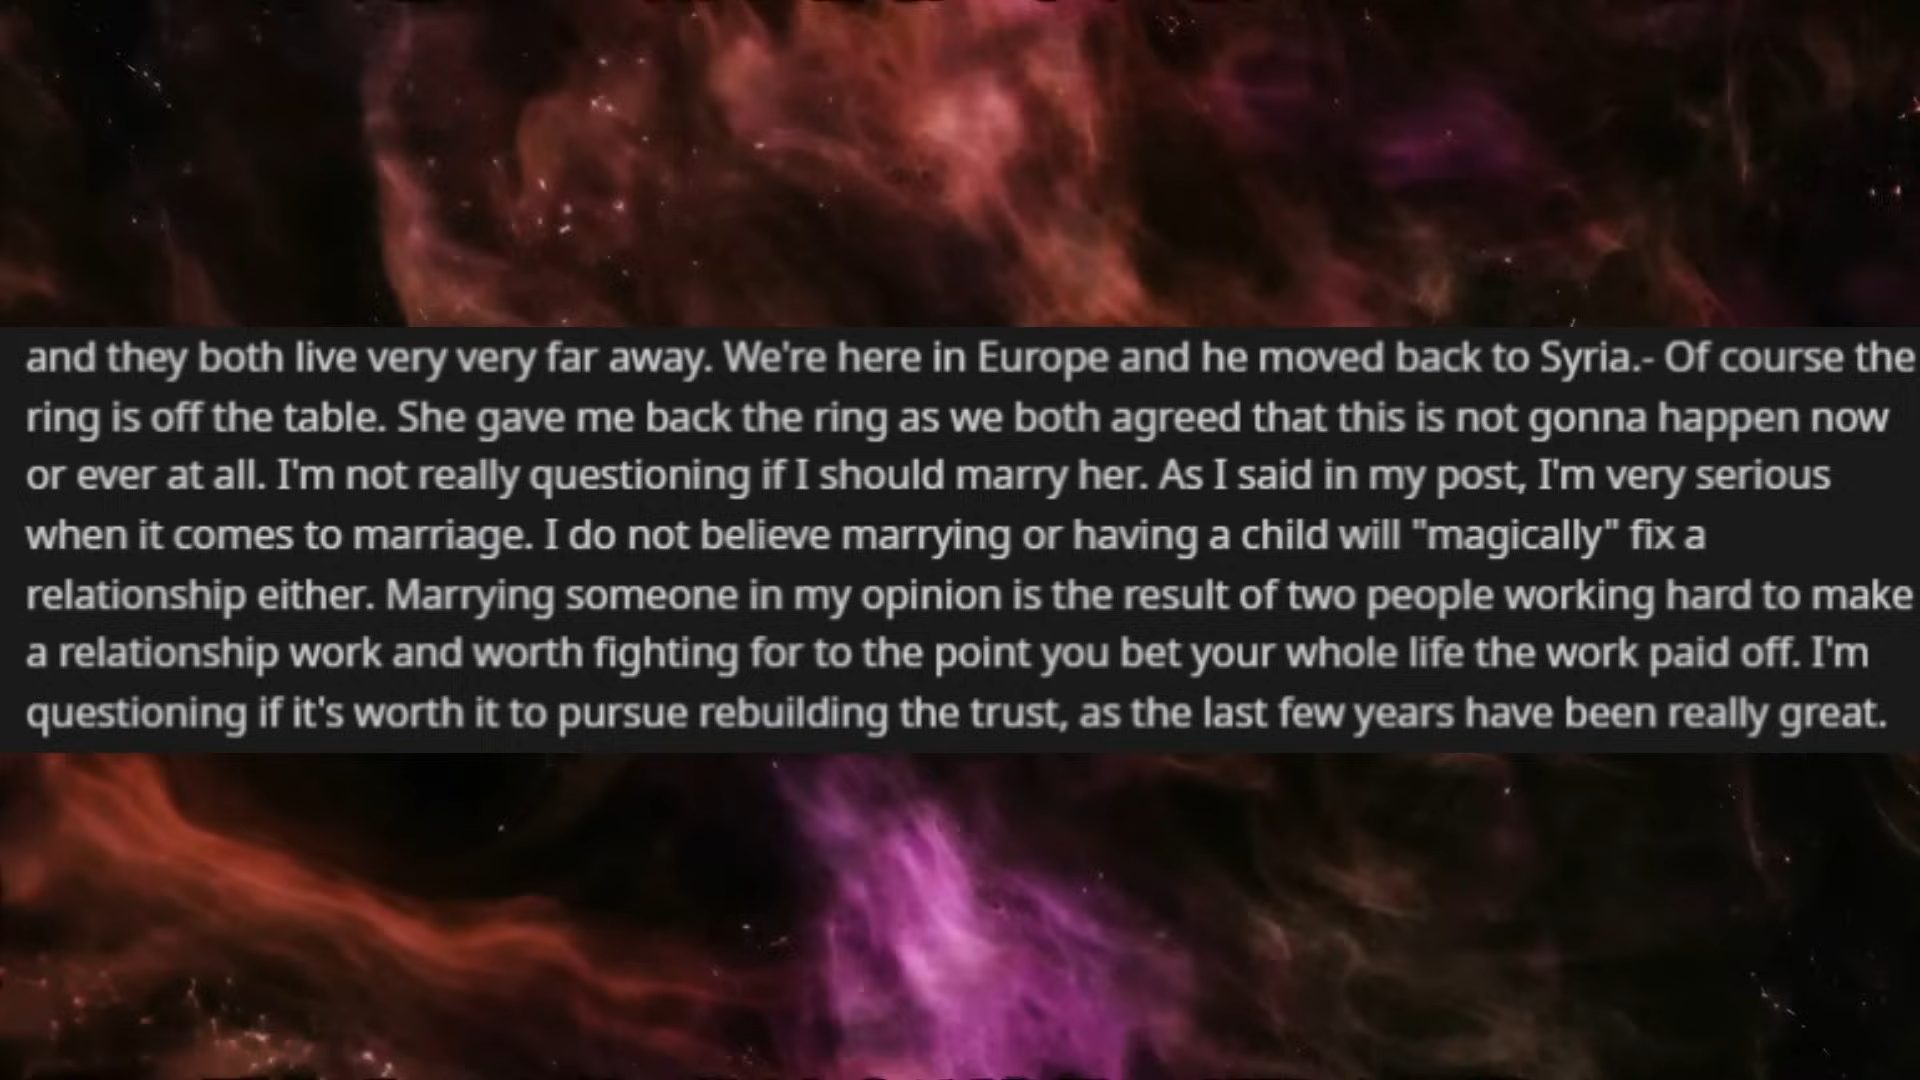 and they both live very very far away. We're here in Europe and he moved back to Syria.- Of course the
ring is off the table. She gave me back the ring as we both agreed that this is not gonna happen now
or ever at all. I'm not really questioning if I should marry her. As I said in my post, I'm very serious
when it comes to marriage. I do not believe marrying or having a child will "magically" fix a
relationship either. Marrying someone in my opinion is the result of two people working hard to make
a relationship work and worth fighting for to the point you bet your whole life the work paid off. I'm
questioning if it's worth it to pursue rebuilding the trust, as the last few years have been really great.